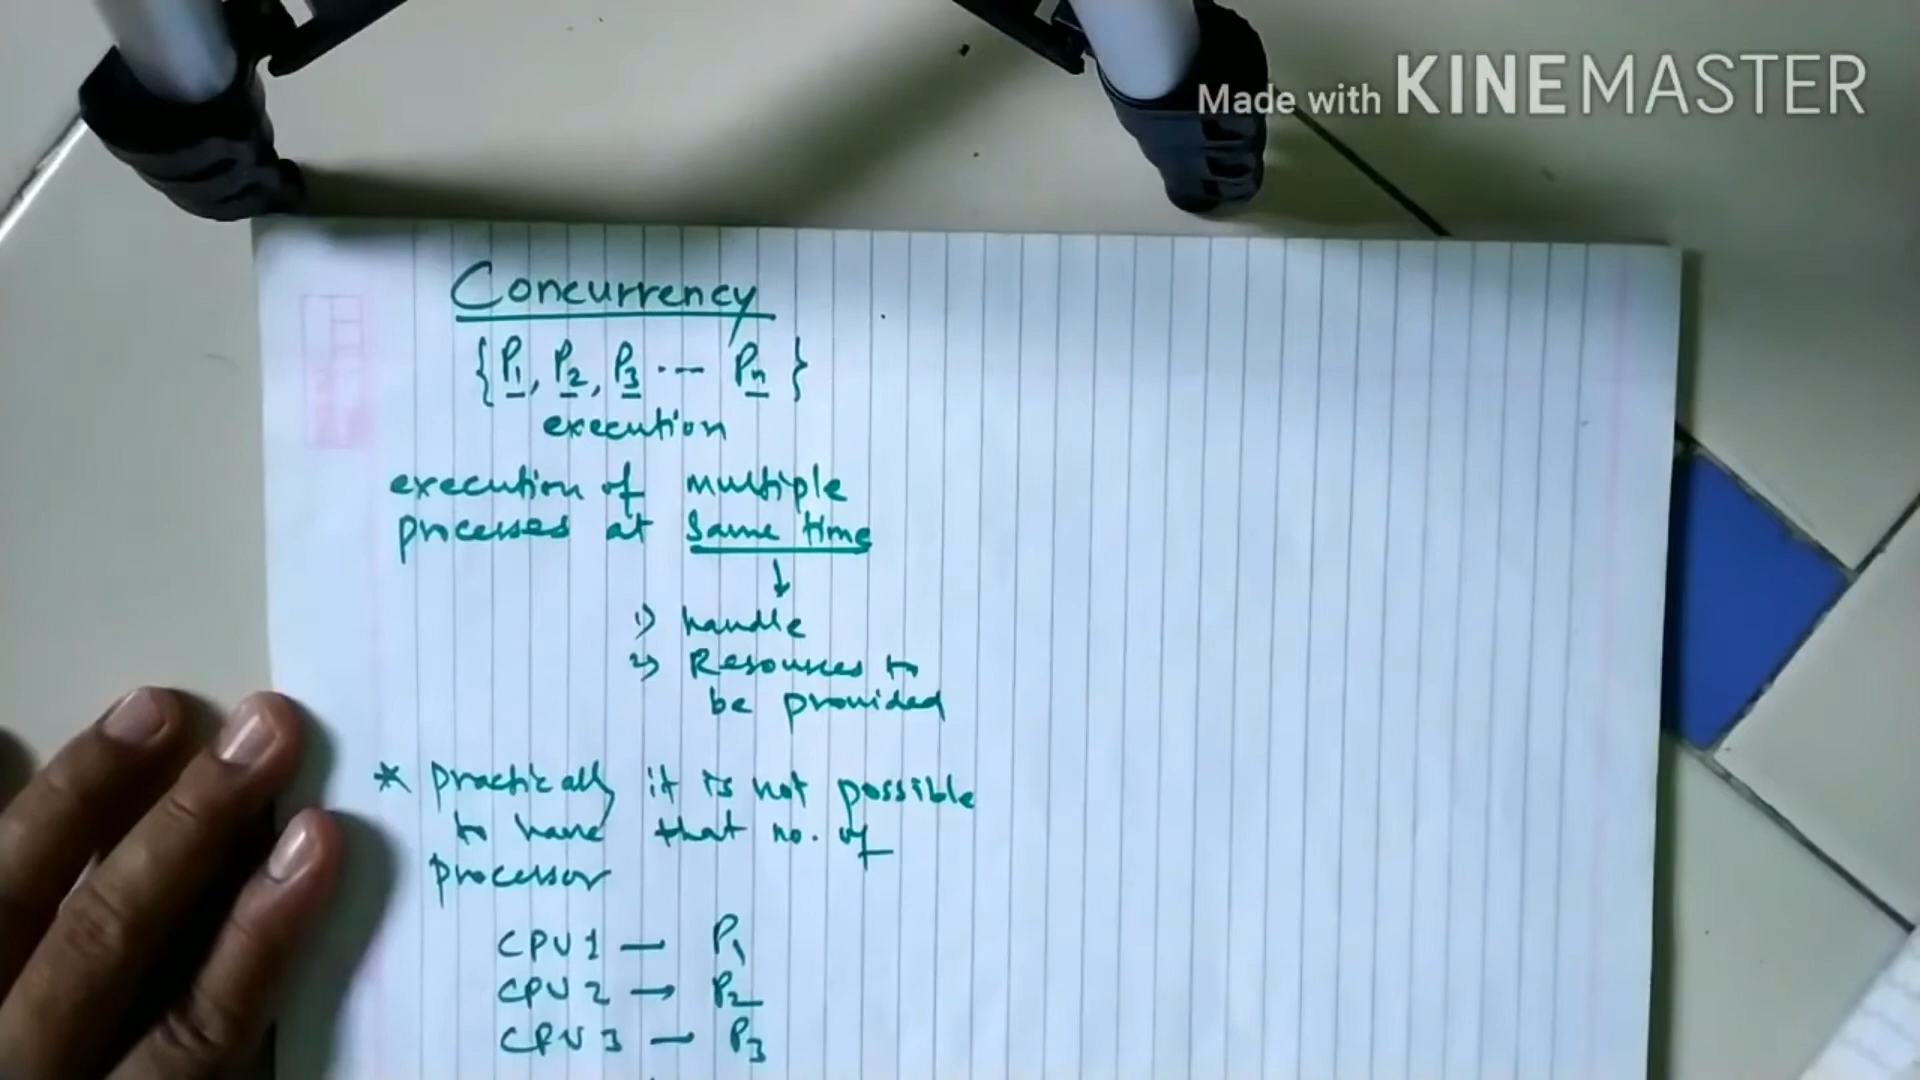 Made with KINEMASTER
Concurrency
{P1, P2, P3 ... Pn}
execution
execution of multiple
processes at same time
↓
1) handle
2) Resources to
be provided
* practically it is not possible
to have that no. of
processor
CPU 1 — P1
CPU 2 → P2
CPU 3 — P3